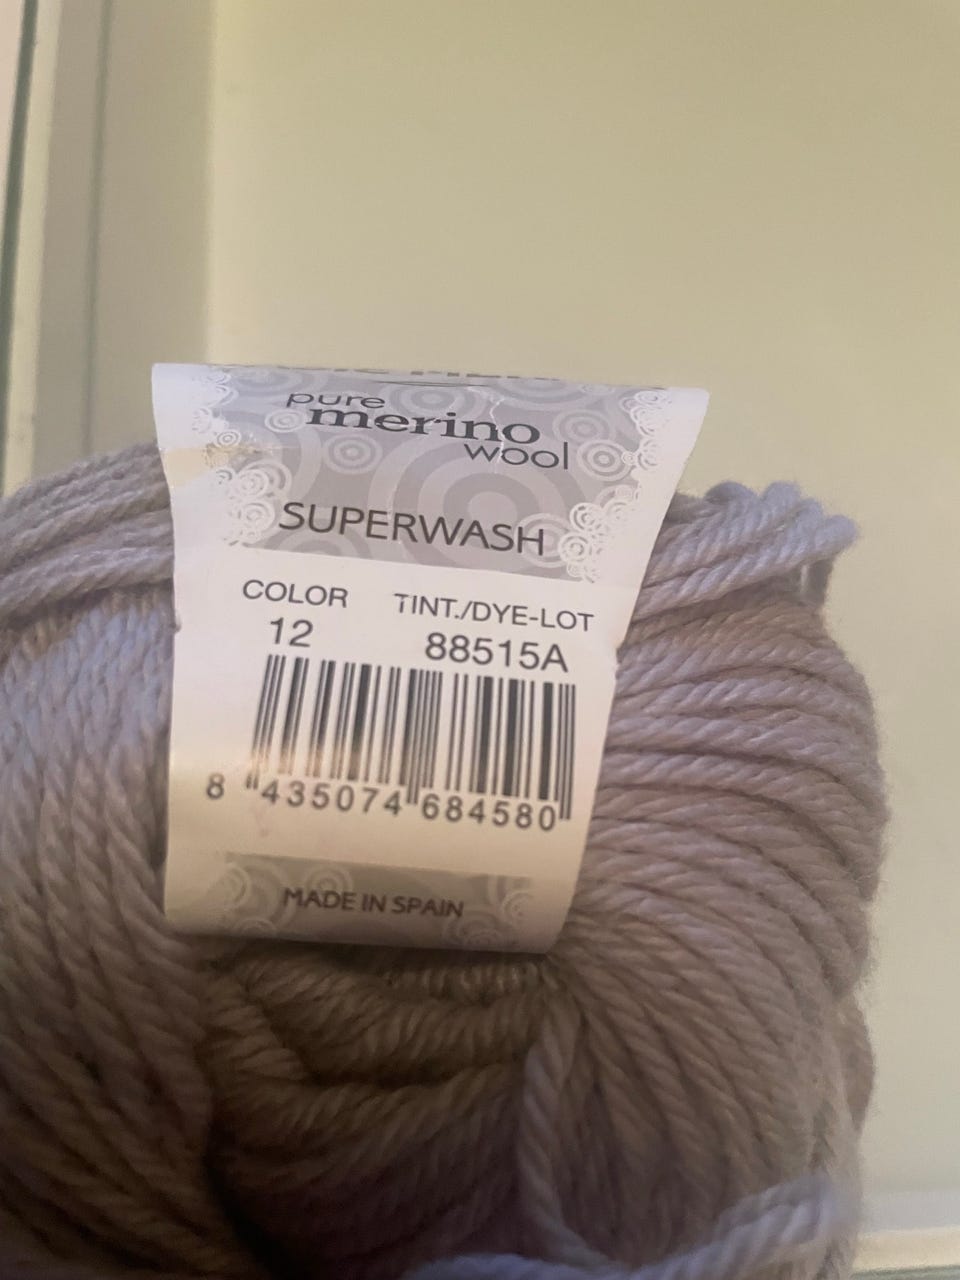 pure
merino
wool
SUPERWASH
COLOR TINT./DYE-LOT
12 88515A
8 435074 684580
MADE IN SPAIN